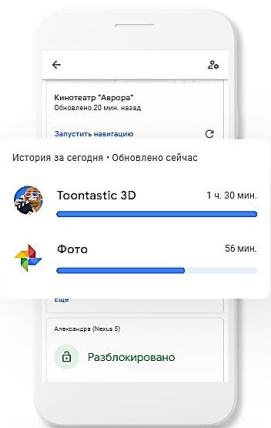 Кинотеатр "Аврора"
Обновлено 20 мин. назад
Запустить навигацию
История за сегодня • Обновлено сейчас
Toontastic 3D 1 ч. 30 мин.
Фото 56 мин.
Еще
Александра (Nexus 5)
Разблокировано